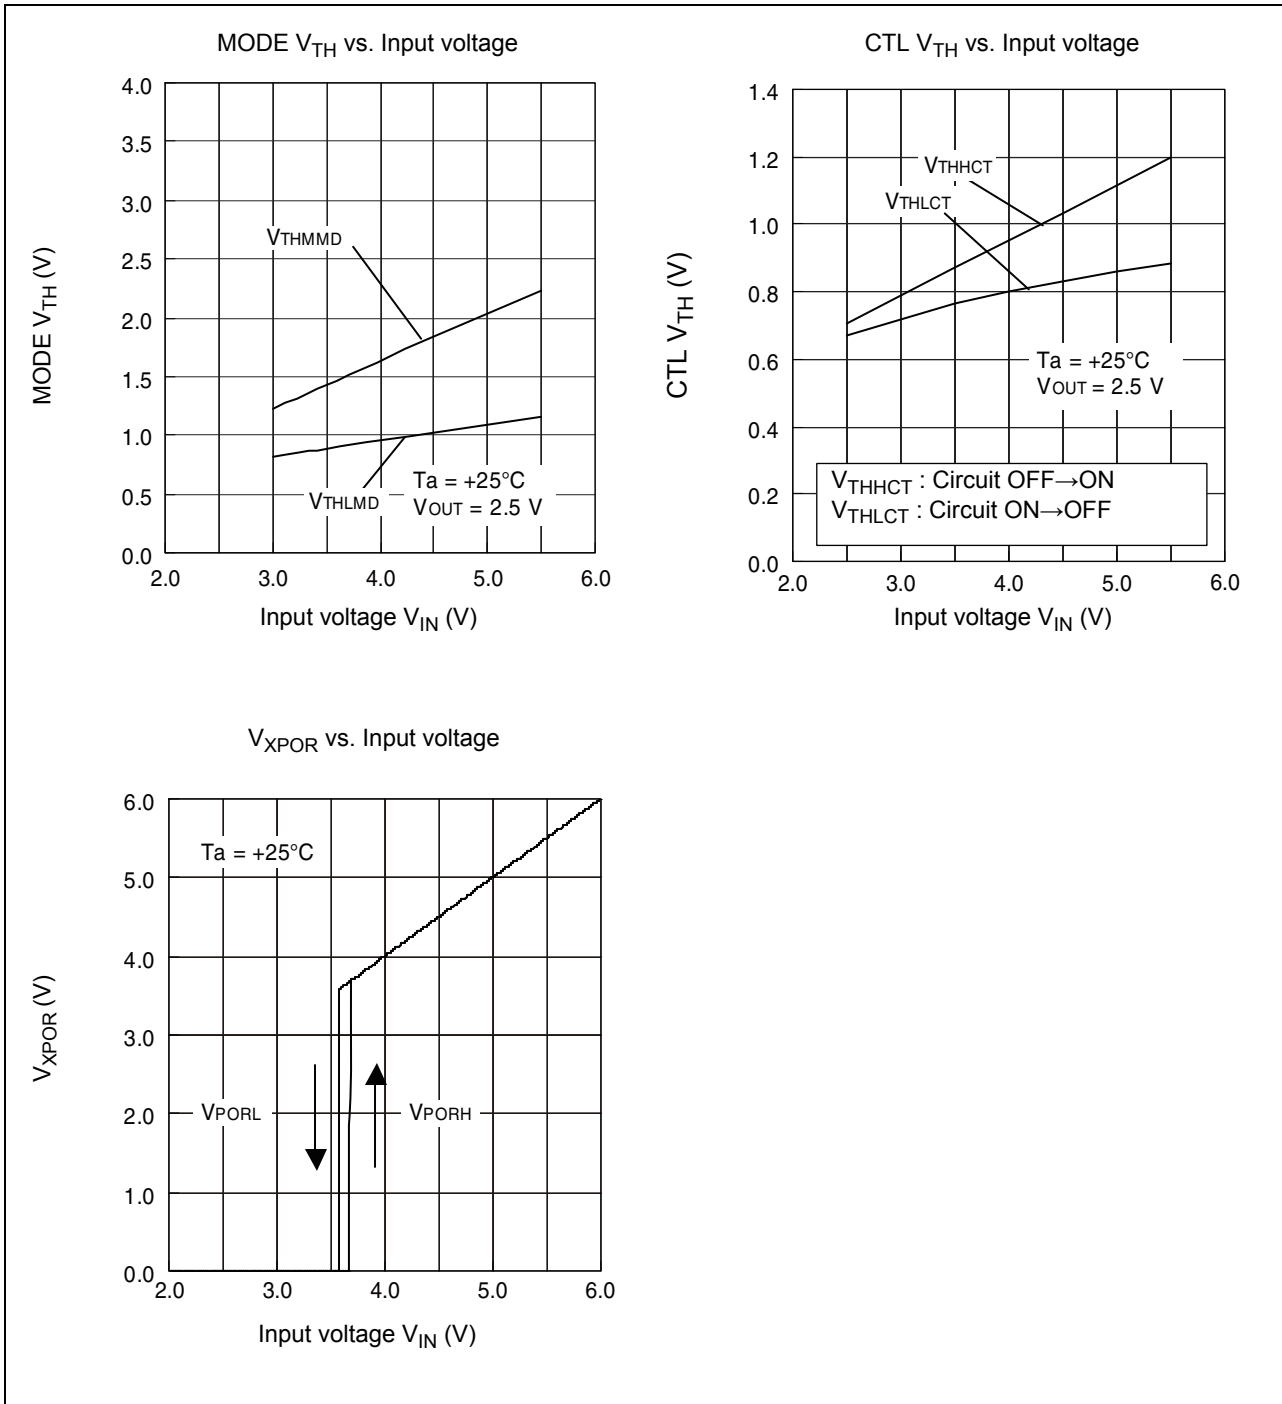 MODE VTH vs. Input voltage
4.0
3.5
3.0
2.5
2.0
1.5
1.0
0.5
0.0
MODE VTH (V)
VTHMMD
VTHLMD
Ta = +25°C
VOUT = 2.5 V
2.0 3.0 4.0 5.0 6.0
Input voltage VIN (V)
CTL VTH vs. Input voltage
1.4
1.2
1.0
0.8
0.6
0.4
0.2
0.0
CTL VTH (V)
VTHHCT
VTHLCT
Ta = +25°C
VOUT = 2.5 V
VTHHCT : Circuit OFF→ON
VTHLCT : Circuit ON→OFF
2.0 3.0 4.0 5.0 6.0
Input voltage VIN (V)
VXPOR vs. Input voltage
6.0
5.0
4.0
3.0
2.0
1.0
0.0
VXPOR (V)
Ta = +25°C
VPORL
VPORH
2.0 3.0 4.0 5.0 6.0
Input voltage VIN (V)